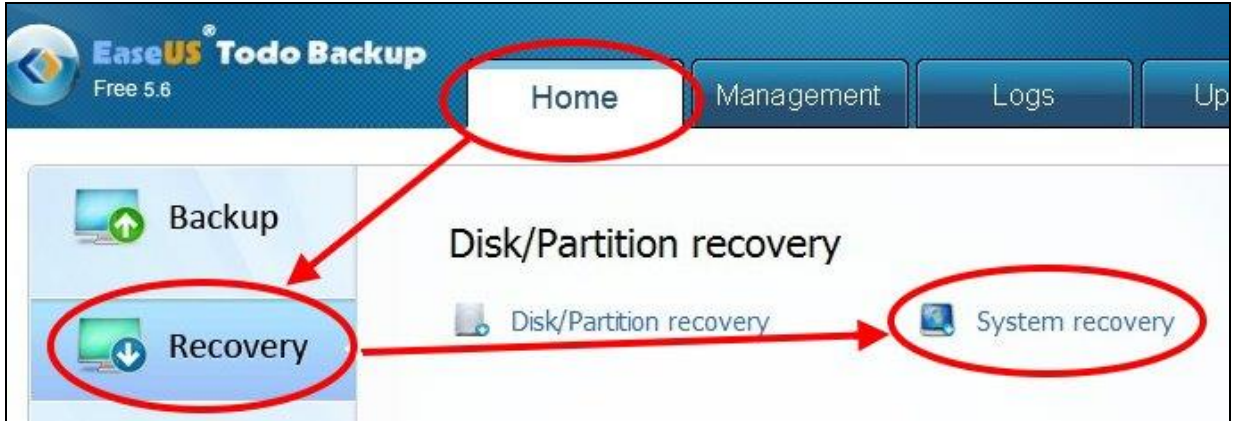 EaseUS® Todo Backup
Free 5.6
Home
Management
Logs
Up
Backup
Recovery
Disk/Partition recovery
Disk/Partition recovery
System recovery